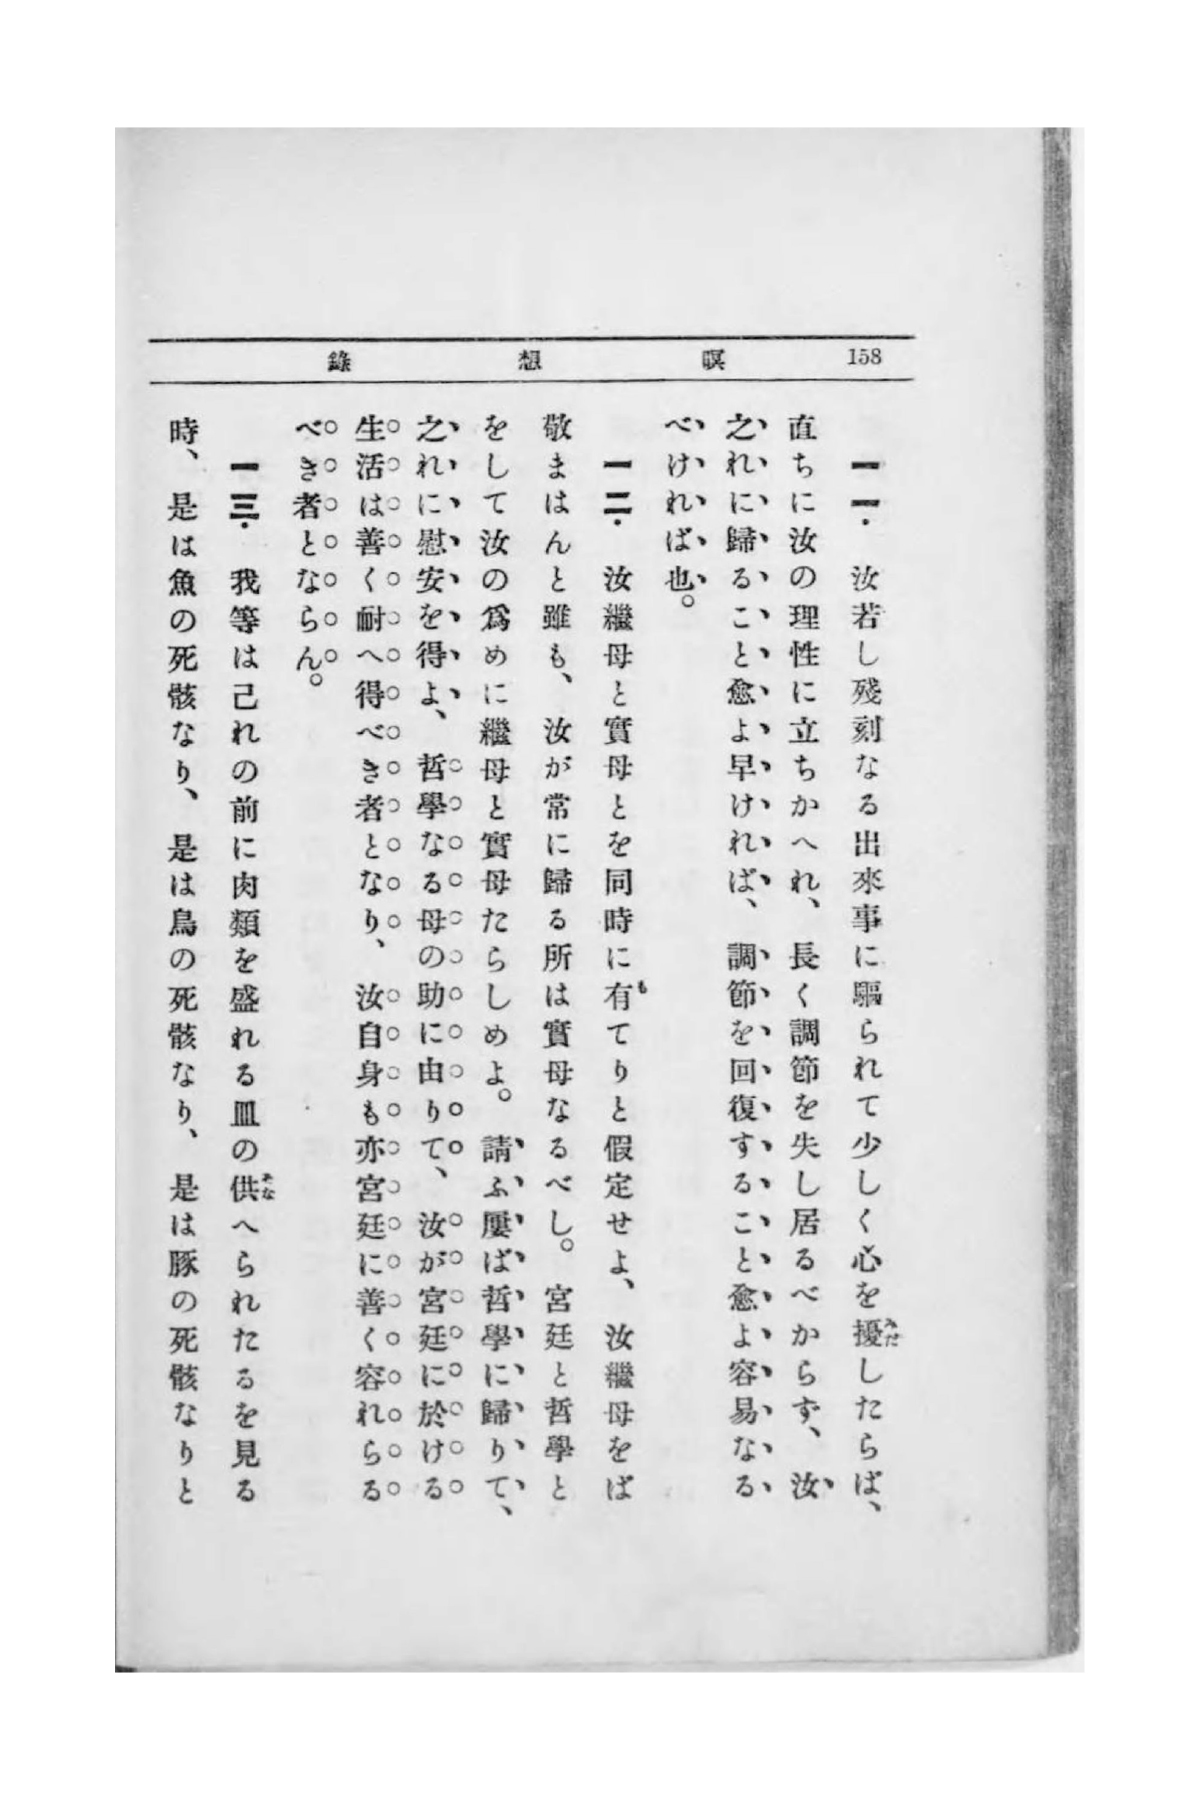 158 瞑想錄
一一． 汝若し殘刻なる出來事に驅られて少しく心を擾したらば、
直ちに汝の理性に立ちかへれ、長く調節を失し居るべからず、汝
之れに歸ること愈よ早ければ、調節を回復すること愈よ容易なる
べければ也。
一二． 汝繼母と實母とを同時に有てりと假定せよ、汝繼母をば
敬まはんと雖も、汝が常に歸る所は實母なるべし。宮廷と哲學と
をして汝の爲めに繼母と實母たらしめよ。請ふ屢ば哲學に歸りて、
之れに慰安を得よ、哲學なる母の助に由りて、汝が宮廷に於ける
生活は善く耐へ得べき者となり、汝自身も亦宮廷に善く容れらる
べき者とならん。
一三． 我等は己れの前に肉類を盛れる皿の供へられたるを見る
時、是は魚の死骸なり、是は鳥の死骸なり、是は豚の死骸なりと